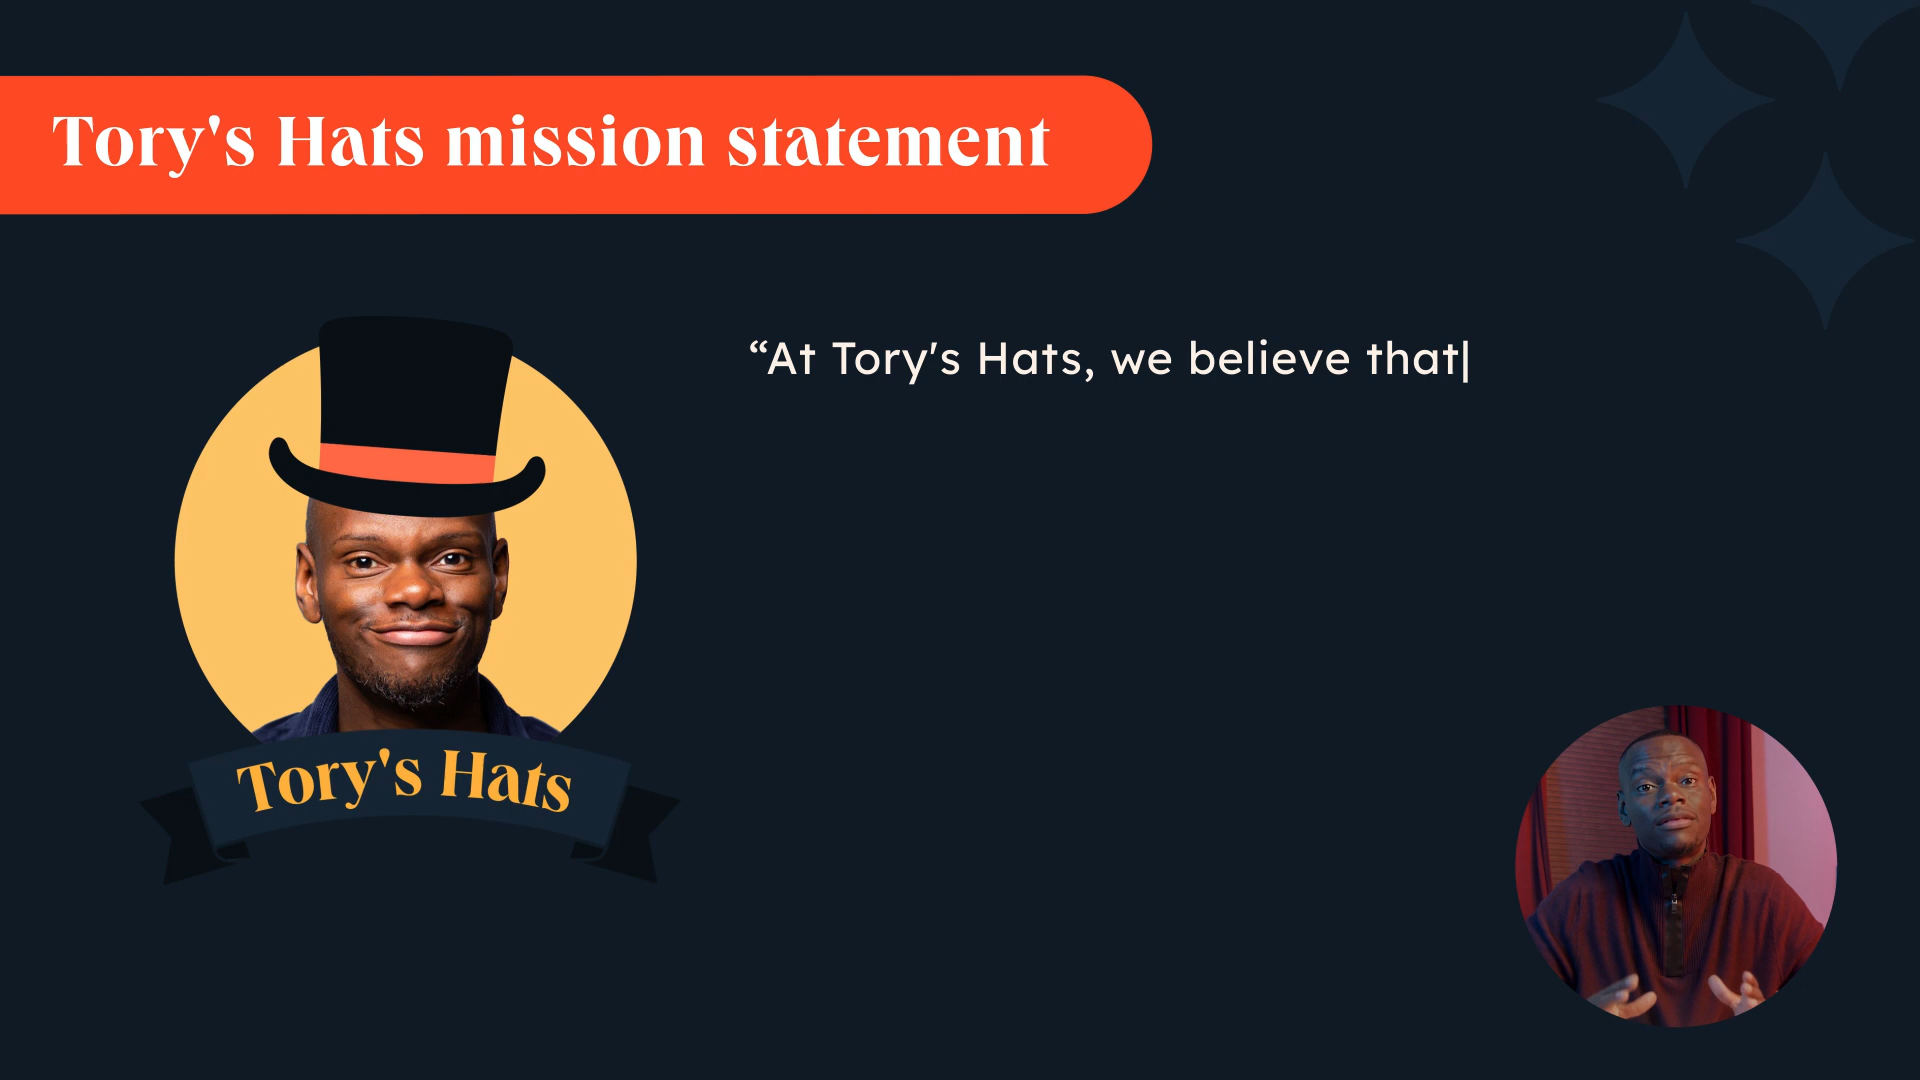 Tory's Hats mission statement
“At Tory's Hats, we believe that
Tory's Hats